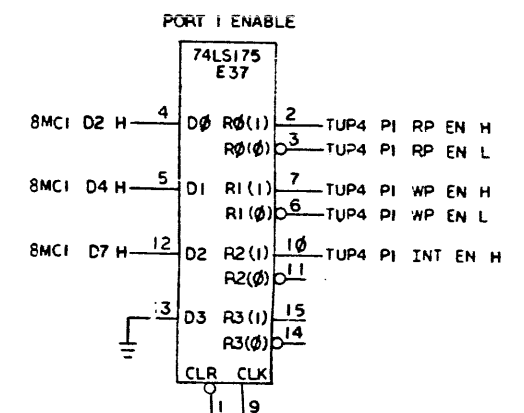 PORT 1 ENABLE
74LS175
E37
8MC1 D2 H 4 DØ RØ(1) 2 TUP4 P1 RP EN H
RØ(Ø) 3 TUP4 P1 RP EN L
8MC1 D4 H 5 D1 R1(1) 7 TUP4 P1 WP EN H
R1(Ø) 6 TUP4 P1 WP EN L
8MC1 D7 H 12 D2 R2(1) 1Ø TUP4 P1 INT EN H
R2(Ø) 11
13 D3 R3(1) 15
R3(Ø) 14
CLR CLK
1 9